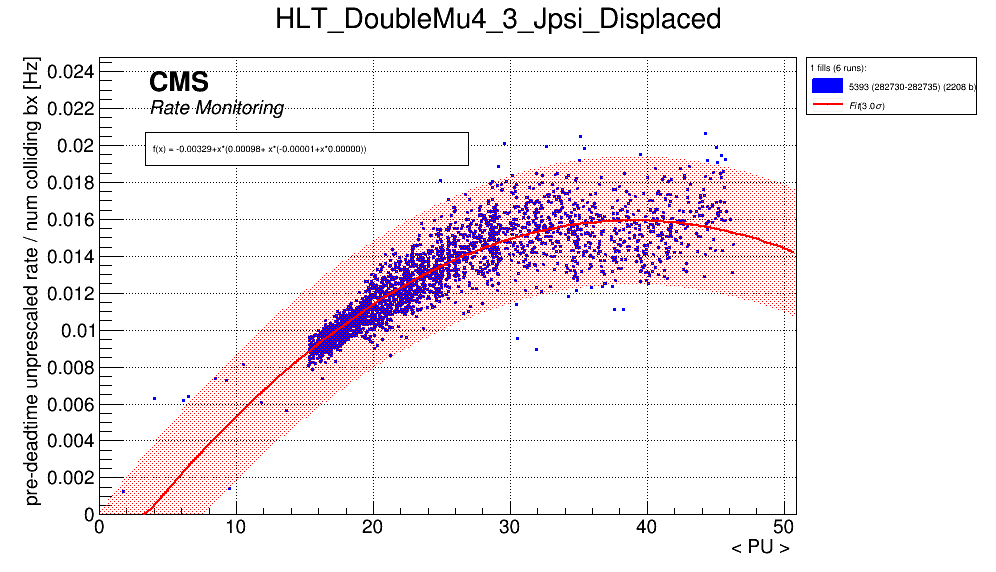 HLT_DoubleMu4_3_Jpsi_Displaced
pre-deadtime unprescaled rate / num colliding bx [Hz]
0.024
0.022
0.02
0.018
0.016
0.014
0.012
0.01
0.008
0.006
0.004
0.002
0
CMS
Rate Monitoring
f(x) = -0.00329+x*(0.00098+ x*(-0.00001+x*0.00000))
0 10 20 30 40 50
< PU >
1 fills (6 runs):
5393 (282730-282735) (2208 b)
Fit(3.0σ)